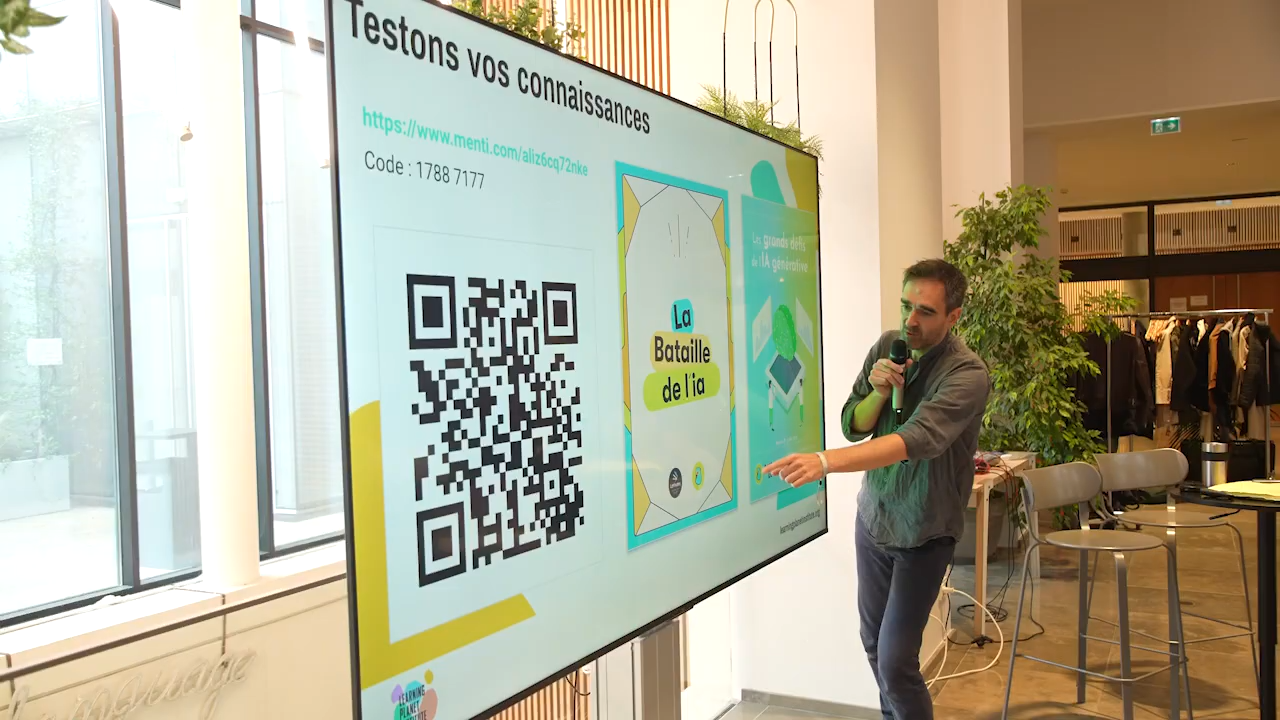 Testons vos connaissances
https://www.menti.com/aliz6cq72nke
Code : 1788 7177
La
Bataille
de l'ia
Les grands défis
de l'IA générative
LEARNING
PLANET